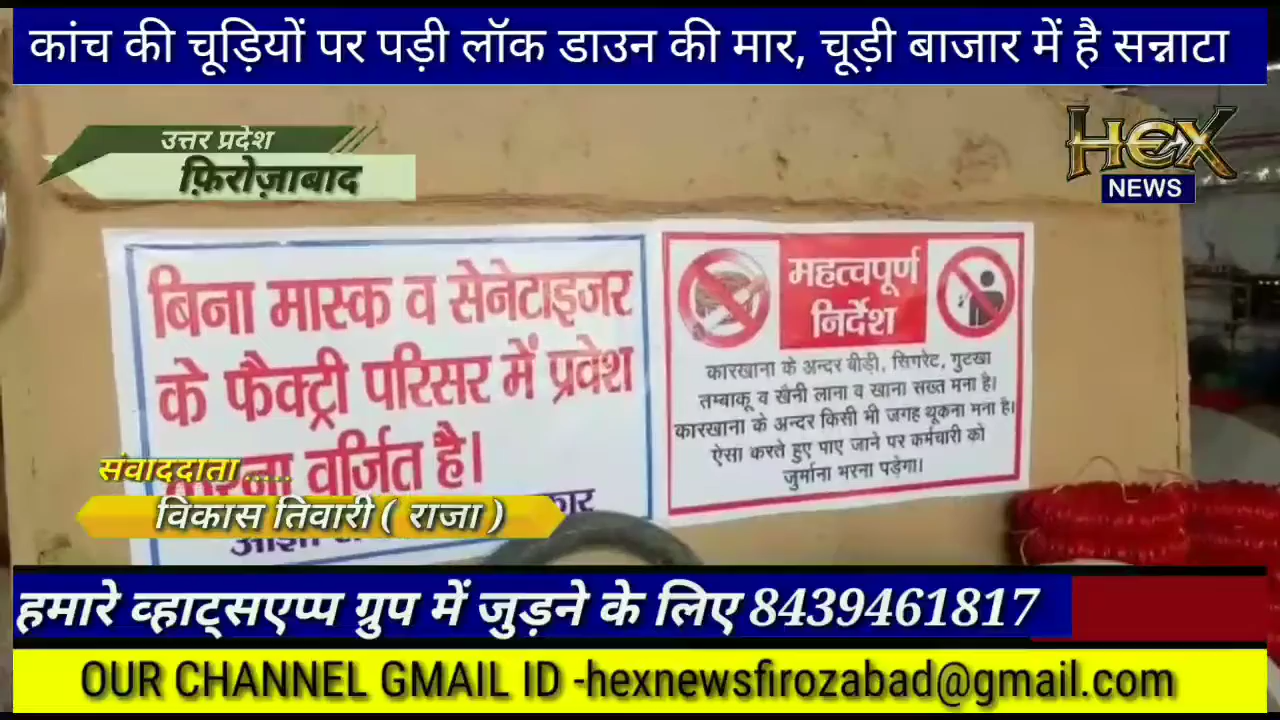 कांच की चूड़ियों पर पड़ी लॉक डाउन की मार, चूड़ी बाजार में है सन्नाटा
उत्तर प्रदेश
फ़िरोज़ाबाद
HEX
NEWS
बिना मास्क व सेनेटाइजर
के फैक्ट्री परिसर में प्रवेश
वर्जित है।
महत्वपूर्ण
निर्देश
कारखाना के अन्दर बीड़ी, सिगरेट, गुटखा
तम्बाकू व खैनी लाना व खाना सख्त मना है।
कारखाना के अन्दर किसी भी जगह थूकना मना है।
ऐसा करते हुए पाए जाने पर कर्मचारी को
जुर्माना भरना पड़ेगा।
संवाददाता ......
विकास तिवारी ( राजा )
हमारे व्हाट्सएप्प ग्रुप में जुड़ने के लिए 8439461817
OUR CHANNEL GMAIL ID -hexnewsfirozabad@gmail.com